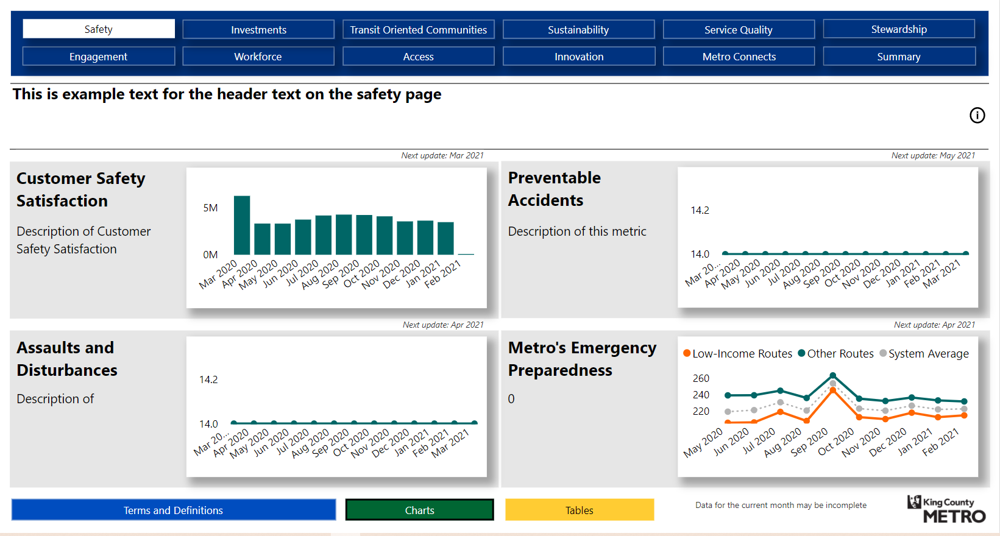 Safety
Investments
Transit Oriented Communities
Sustainability
Service Quality
Stewardship
Engagement
Workforce
Access
Innovation
Metro Connects
Summary
This is example text for the header text on the safety page
i
Next update: Mar 2021
Customer Safety
Satisfaction
Description of Customer
Safety Satisfaction
5M
0M
Mar 2020
Apr 2020
May 2020
Jun 2020
Jul 2020
Aug 2020
Sep 2020
Oct 2020
Nov 2020
Dec 2020
Jan 2021
Feb 2021
Next update: May 2021
Preventable
Accidents
Description of this metric
14.2
14.0
Mar 20...
Apr 2020
May 2020
Jun 2020
Jul 2020
Aug 2020
Sep 2020
Oct 2020
Nov 2020
Dec 2020
Jan 2021
Feb 2021
Mar 2021
Next update: Apr 2021
Assaults and
Disturbances
Description of
14.2
14.0
Mar 20...
Apr 2020
May 2020
Jun 2020
Jul 2020
Aug 2020
Sep 2020
Oct 2020
Nov 2020
Dec 2020
Jan 2021
Feb 2021
Mar 2021
Next update: Apr 2021
Metro's Emergency
Preparedness
0
Low-Income Routes
Other Routes
System Average
260
240
220
May 2020
Jun 2020
Jul 2020
Aug 2020
Sep 2020
Oct 2020
Nov 2020
Dec 2020
Jan 2021
Feb 2021
Terms and Definitions
Charts
Tables
Data for the current month may be incomplete
King County
METRO